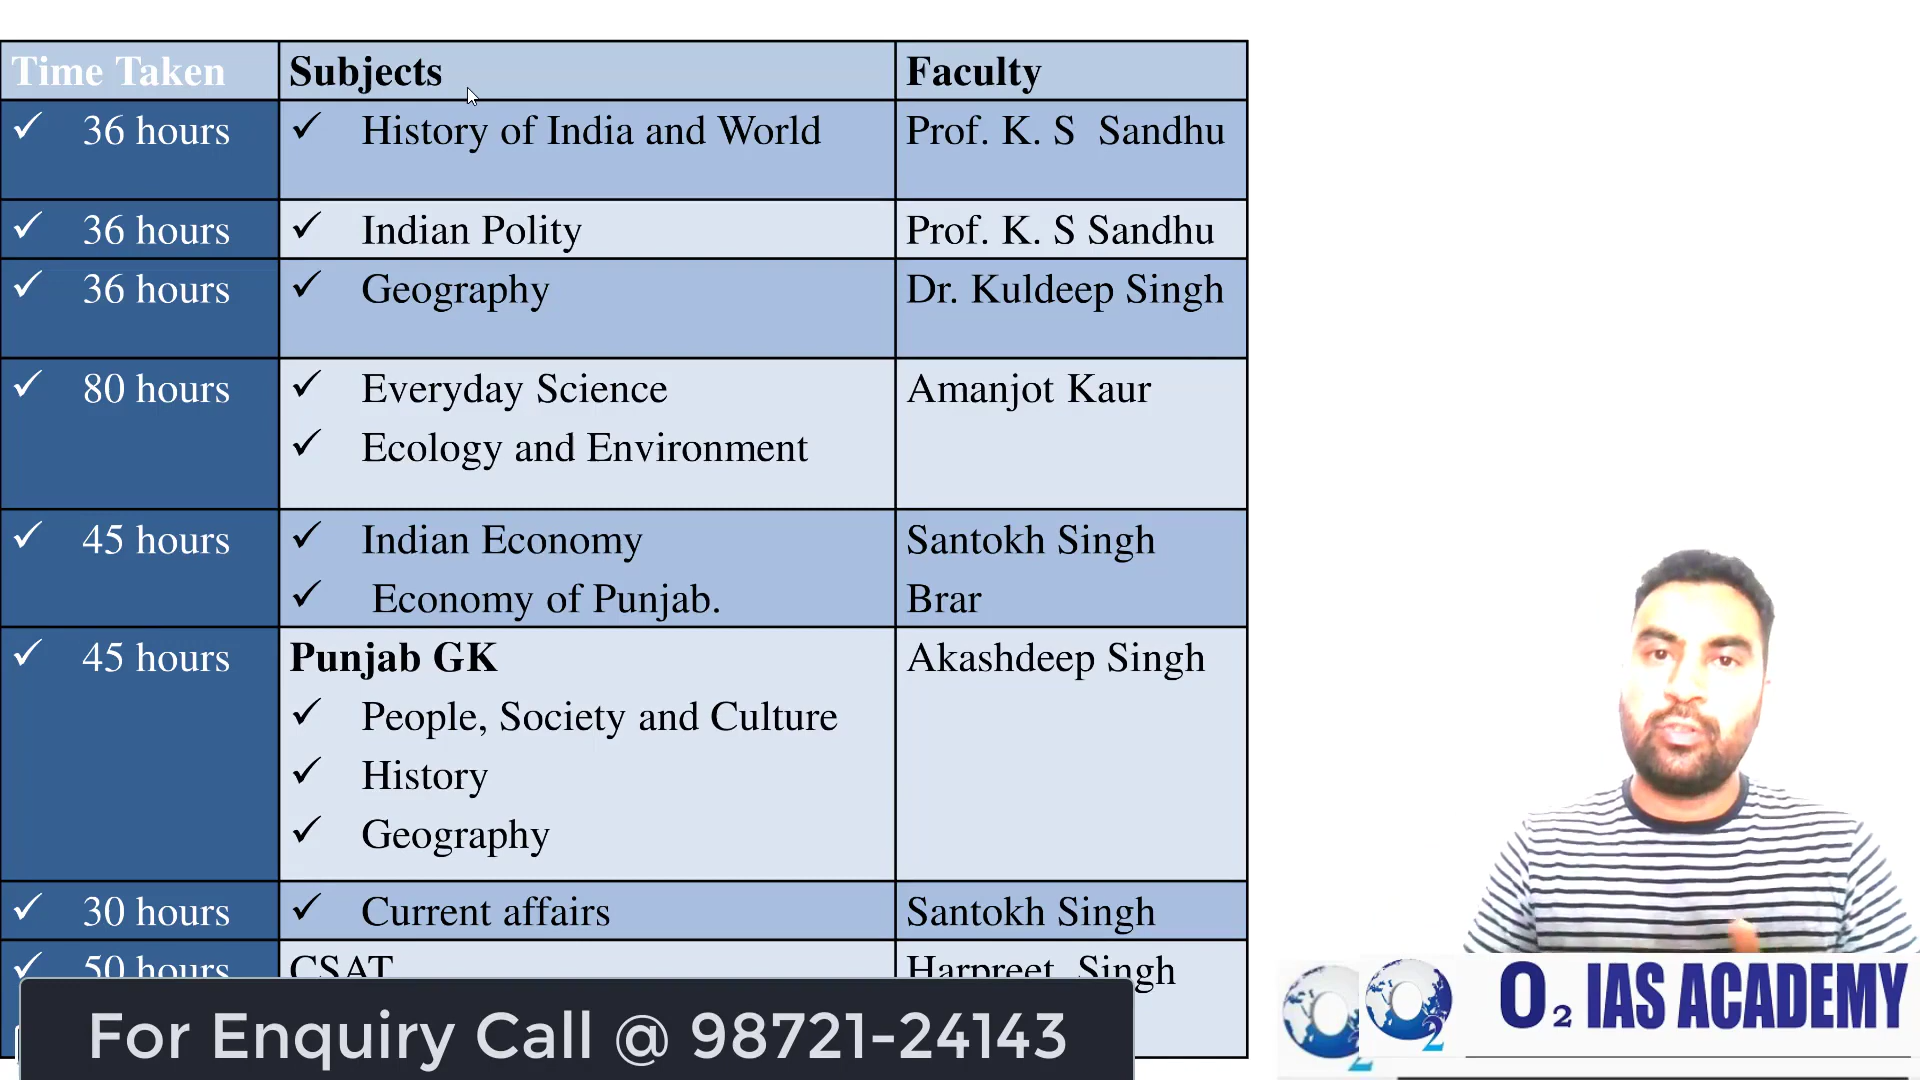 Time Taken Subjects Faculty
✓ 36 hours ✓ History of India and World Prof. K. S Sandhu
✓ 36 hours ✓ Indian Polity Prof. K. S Sandhu
✓ 36 hours ✓ Geography Dr. Kuldeep Singh
✓ 80 hours ✓ Everyday Science Amanjot Kaur
✓ Ecology and Environment
✓ 45 hours ✓ Indian Economy Santokh Singh
✓ Economy of Punjab. Brar
✓ 45 hours Punjab GK Akashdeep Singh
✓ People, Society and Culture
✓ History
✓ Geography
✓ 30 hours ✓ Current affairs Santokh Singh
✓ 50 hours CSAT Harpreet Singh
For Enquiry Call @ 98721-24143
O2
O2
O2 IAS ACADEMY